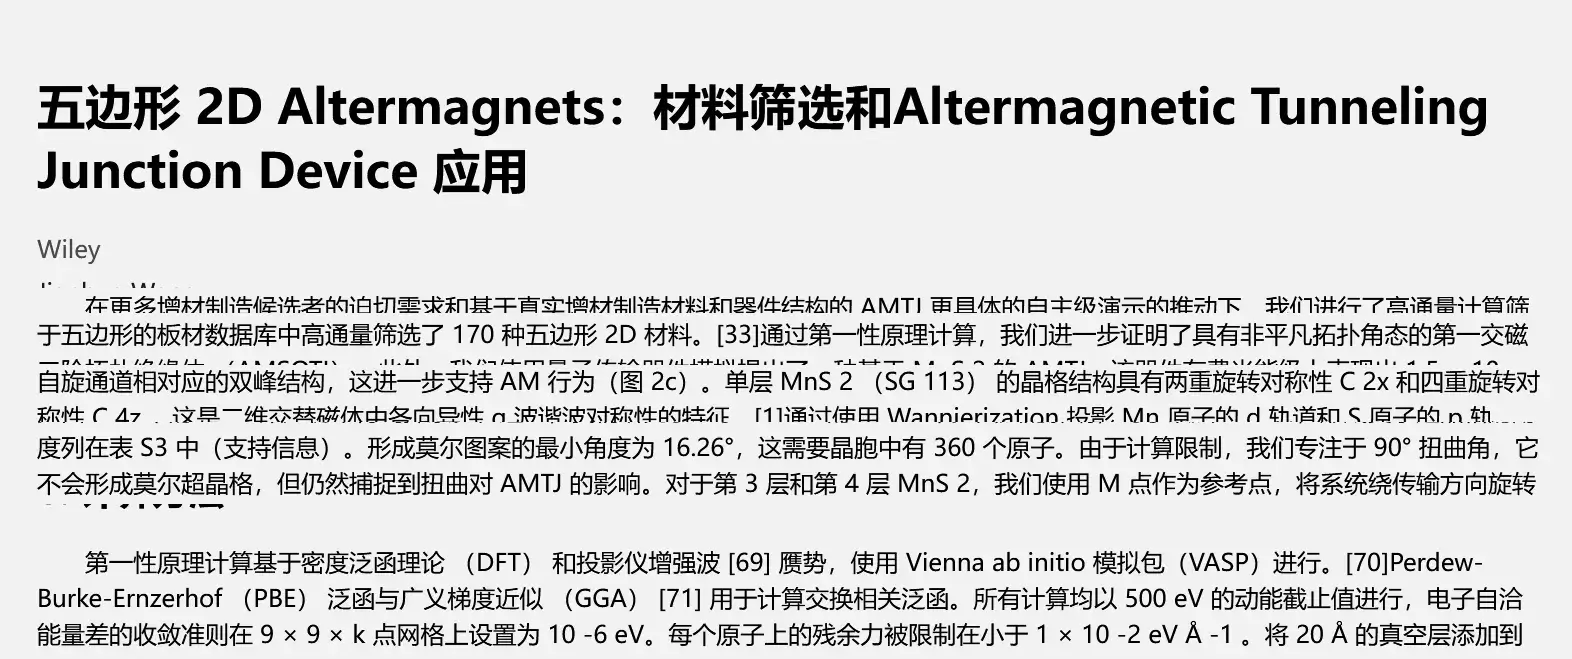 五边形 2D Altermagnets：材料筛选和Altermagnetic Tunneling
Junction Device 应用
Wiley
在更多增材制造候选者的迫切需求和基于真实增材制造材料和器件结构的 AMTJ 更具体的自主级演示的推动下，我们进行了高通量计算筛
于五边形的板材数据库中高通量筛选了 170 种五边形 2D 材料。[33]通过第一性原理计算，我们进一步证明了具有非平凡拓扑角态的第一交磁
自旋通道相对应的双峰结构，这进一步支持 AM 行为（图 2c）。单层 MnS 2 （SG 113） 的晶格结构具有两重旋转对称性 C 2x 和四重旋转对
称性 C 4z ，这是二维交替磁体中各向异性 g 波谐波对称性的特征。[1]通过使用 Wannierization 投影 Mn 原子的 d 轨道和 S 原子的 p 轨
度列在表 S3 中（支持信息）。形成莫尔图案的最小角度为 16.26°，这需要晶胞中有 360 个原子。由于计算限制，我们专注于 90° 扭曲角，它
不会形成莫尔超晶格，但仍然捕捉到扭曲对 AMTJ 的影响。对于第 3 层和第 4 层 MnS 2，我们使用 M 点作为参考点，将系统绕传输方向旋转
第一性原理计算基于密度泛函理论 （DFT） 和投影仪增强波 [69] 赝势，使用 Vienna ab initio 模拟包（VASP）进行。[70]Perdew-
Burke-Ernzerhof （PBE） 泛函与广义梯度近似 （GGA） [71] 用于计算交换相关泛函。所有计算均以 500 eV 的动能截止值进行，电子自洽
能量差的收敛准则在 9 × 9 × k 点网格上设置为 10 -6 eV。每个原子上的残余力被限制在小于 1 × 10 -2 eV Å -1 。将 20 Å 的真空层添加到